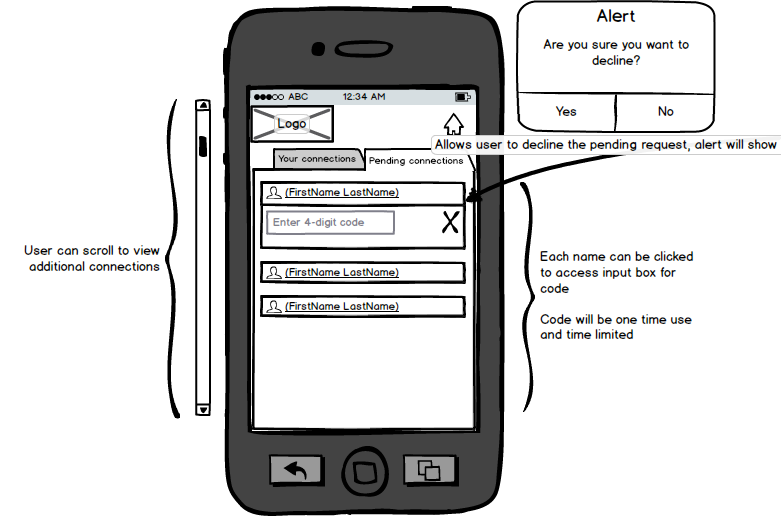 Alert
Are you sure you want to
decline?
Yes
No
ABC
12:34 AM
Logo
Allows user to decline the pending request, alert will show
Your connections
Pending connections
(FirstName LastName)
Enter 4-digit code
X
(FirstName LastName)
(FirstName LastName)
User can scroll to view
additional connections
Each name can be clicked
to access input box for
code
Code will be one time use
and time limited